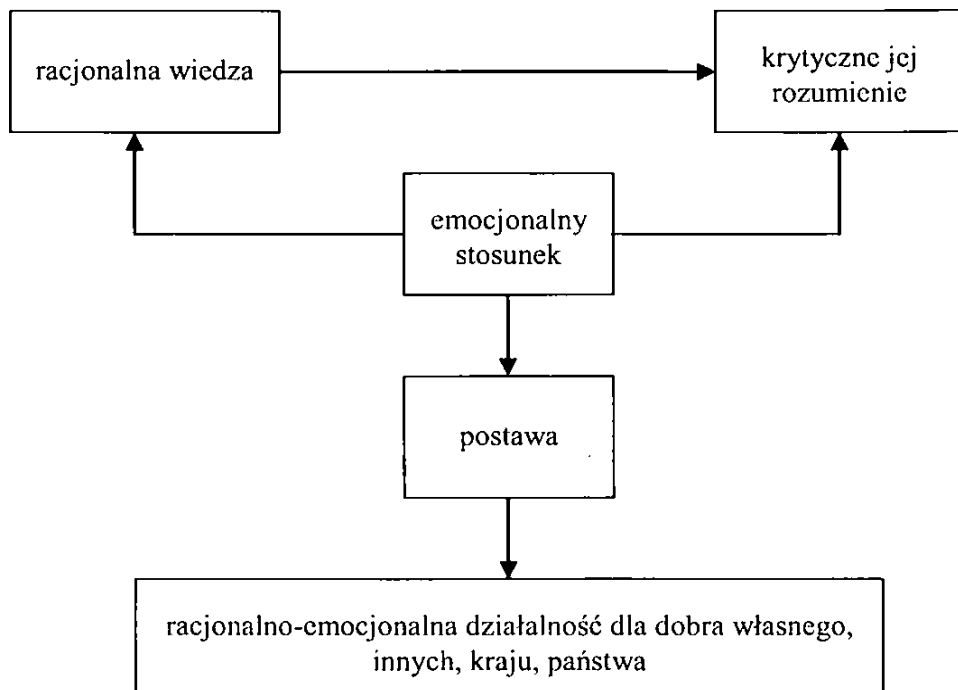 racjonalna wiedza
krytyczne jej
rozumienie
emocjonalny
stosunek
postawa
racjonalno-emocjonalna działalność dla dobra własnego,
innych, kraju, państwa